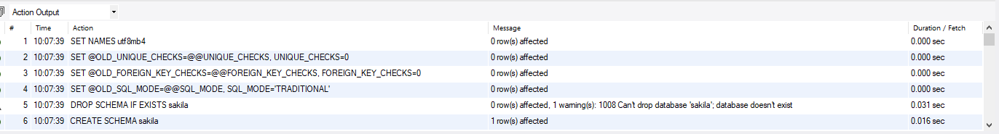 Action Output
# Time Action Message Duration / Fetch
1 10:07:39 SET NAMES utf8mb4 0 row(s) affected 0.000 sec
2 10:07:39 SET @OLD_UNIQUE_CHECKS=@@UNIQUE_CHECKS, UNIQUE_CHECKS=0 0 row(s) affected 0.000 sec
3 10:07:39 SET @OLD_FOREIGN_KEY_CHECKS=@@FOREIGN_KEY_CHECKS, FOREIGN_KEY_CHECKS=0 0 row(s) affected 0.000 sec
4 10:07:39 SET @OLD_SQL_MODE=@@SQL_MODE, SQL_MODE='TRADITIONAL' 0 row(s) affected 0.000 sec
5 10:07:39 DROP SCHEMA IF EXISTS sakila 0 row(s) affected, 1 warning(s): 1008 Can't drop database 'sakila'; database doesn't exist 0.031 sec
6 10:07:39 CREATE SCHEMA sakila 1 row(s) affected 0.016 sec